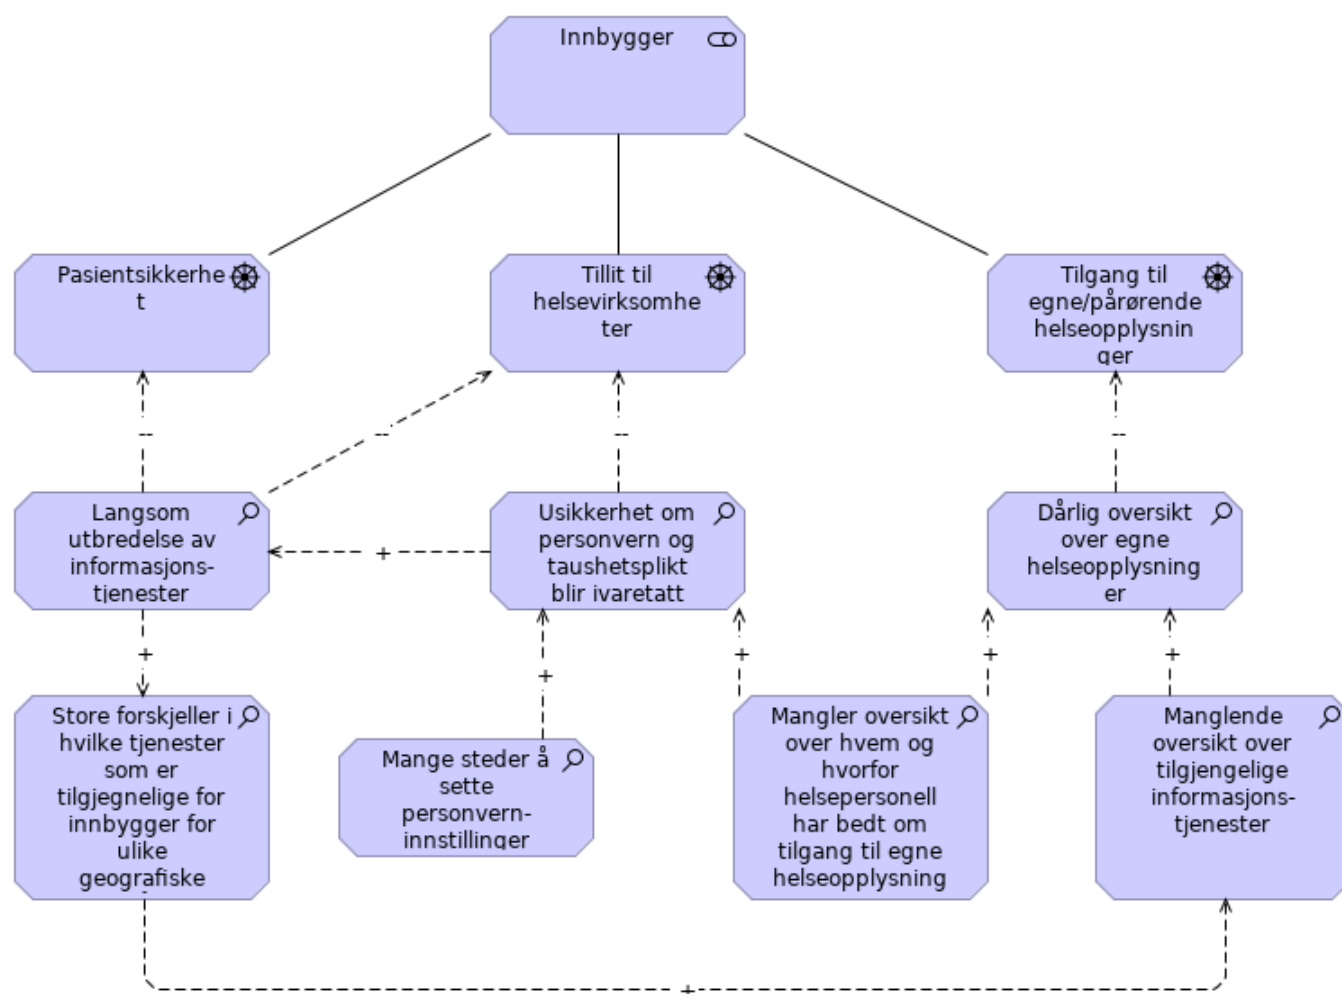 Innbygger
Pasientsikkerhe
t
Tillit til
helsevirksomhe
ter
Tilgang til
egne/pårørende
helseopplysnin
ger
--
--
--
--
Langsom
utbredelse av
informasjons-
tjenester
Usikkerhet om
personvern og
taushetsplikt
blir ivaretatt
Dårlig oversikt
over egne
helseopplysning
er
+
+
+
+
+
+
Store forskjeller i
hvilke tjenester
som er
tilgjegnelige for
innbygger for
ulike
geografiske
Mange steder å
sette
personvern-
innstillinger
Mangler oversikt
over hvem og
hvorfor
helsepersonell
har bedt om
tilgang til egne
helseopplysning
Manglende
oversikt over
tilgjengelige
informasjons-
tjenester
+